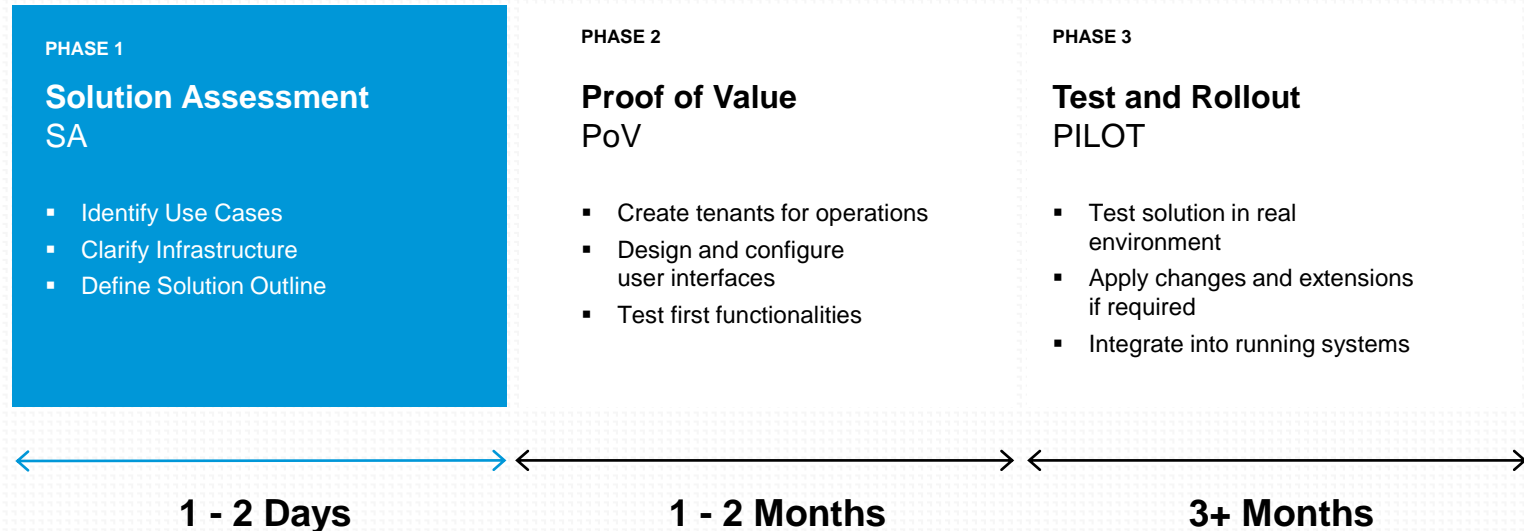 PHASE 1
Solution Assessment
SA
▪ Identify Use Cases
▪ Clarify Infrastructure
▪ Define Solution Outline
PHASE 2
Proof of Value
PoV
▪ Create tenants for operations
▪ Design and configure
user interfaces
▪ Test first functionalities
PHASE 3
Test and Rollout
PILOT
▪ Test solution in real
environment
▪ Apply changes and extensions
if required
▪ Integrate into running systems
1 - 2 Days
1 - 2 Months
3+ Months